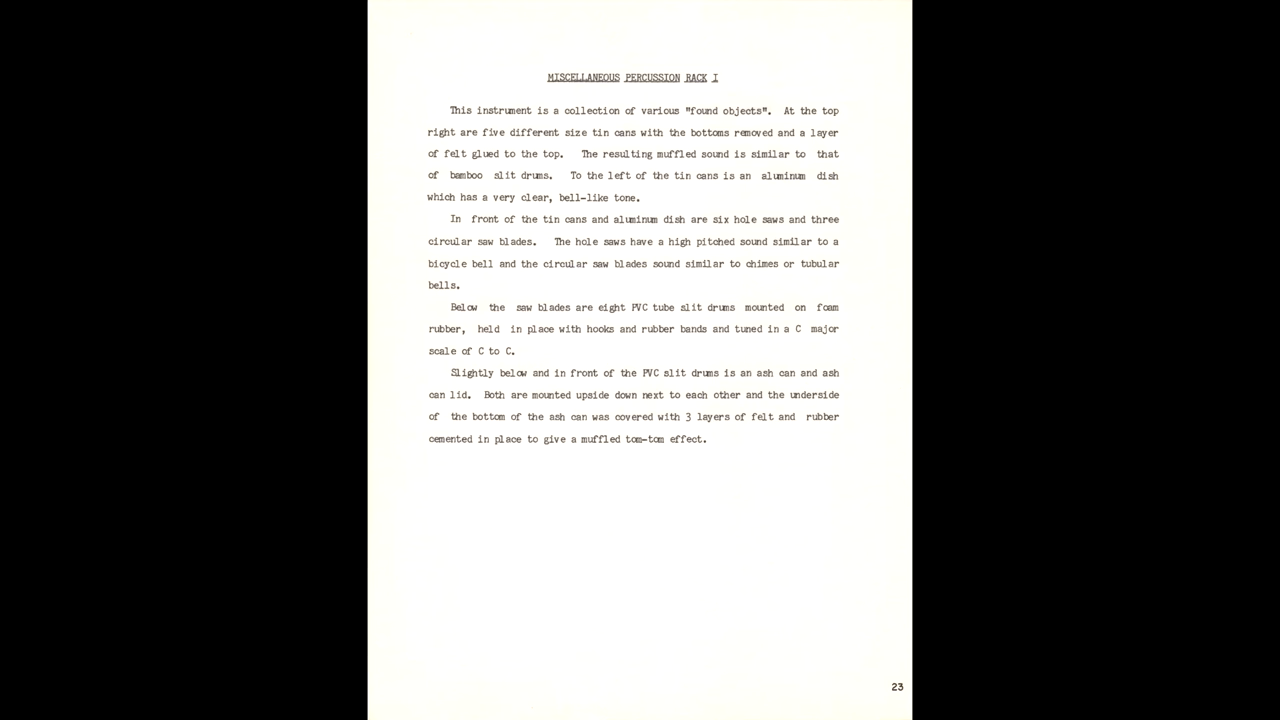 MISCELLANEOUS PERCUSSION RACK I
This instrument is a collection of various "found objects". At the top
right are five different size tin cans with the bottoms removed and a layer
of felt glued to the top. The resulting muffled sound is similar to that
of bamboo slit drums. To the left of the tin cans is an aluminum dish
which has a very clear, bell-like tone.
In front of the tin cans and aluminum dish are six hole saws and three
circular saw blades. The hole saws have a high pitched sound similar to a
bicycle bell and the circular saw blades sound similar to chimes or tubular
bells.
Below the saw blades are eight PVC tube slit drums mounted on foam
rubber, held in place with hooks and rubber bands and tuned in a C major
scale of C to C.
Slightly below and in front of the PVC slit drums is an ash can and ash
can lid. Both are mounted upside down next to each other and the underside
of the bottom of the ash can was covered with 3 layers of felt and rubber
cemented in place to give a muffled tom-tom effect.
23